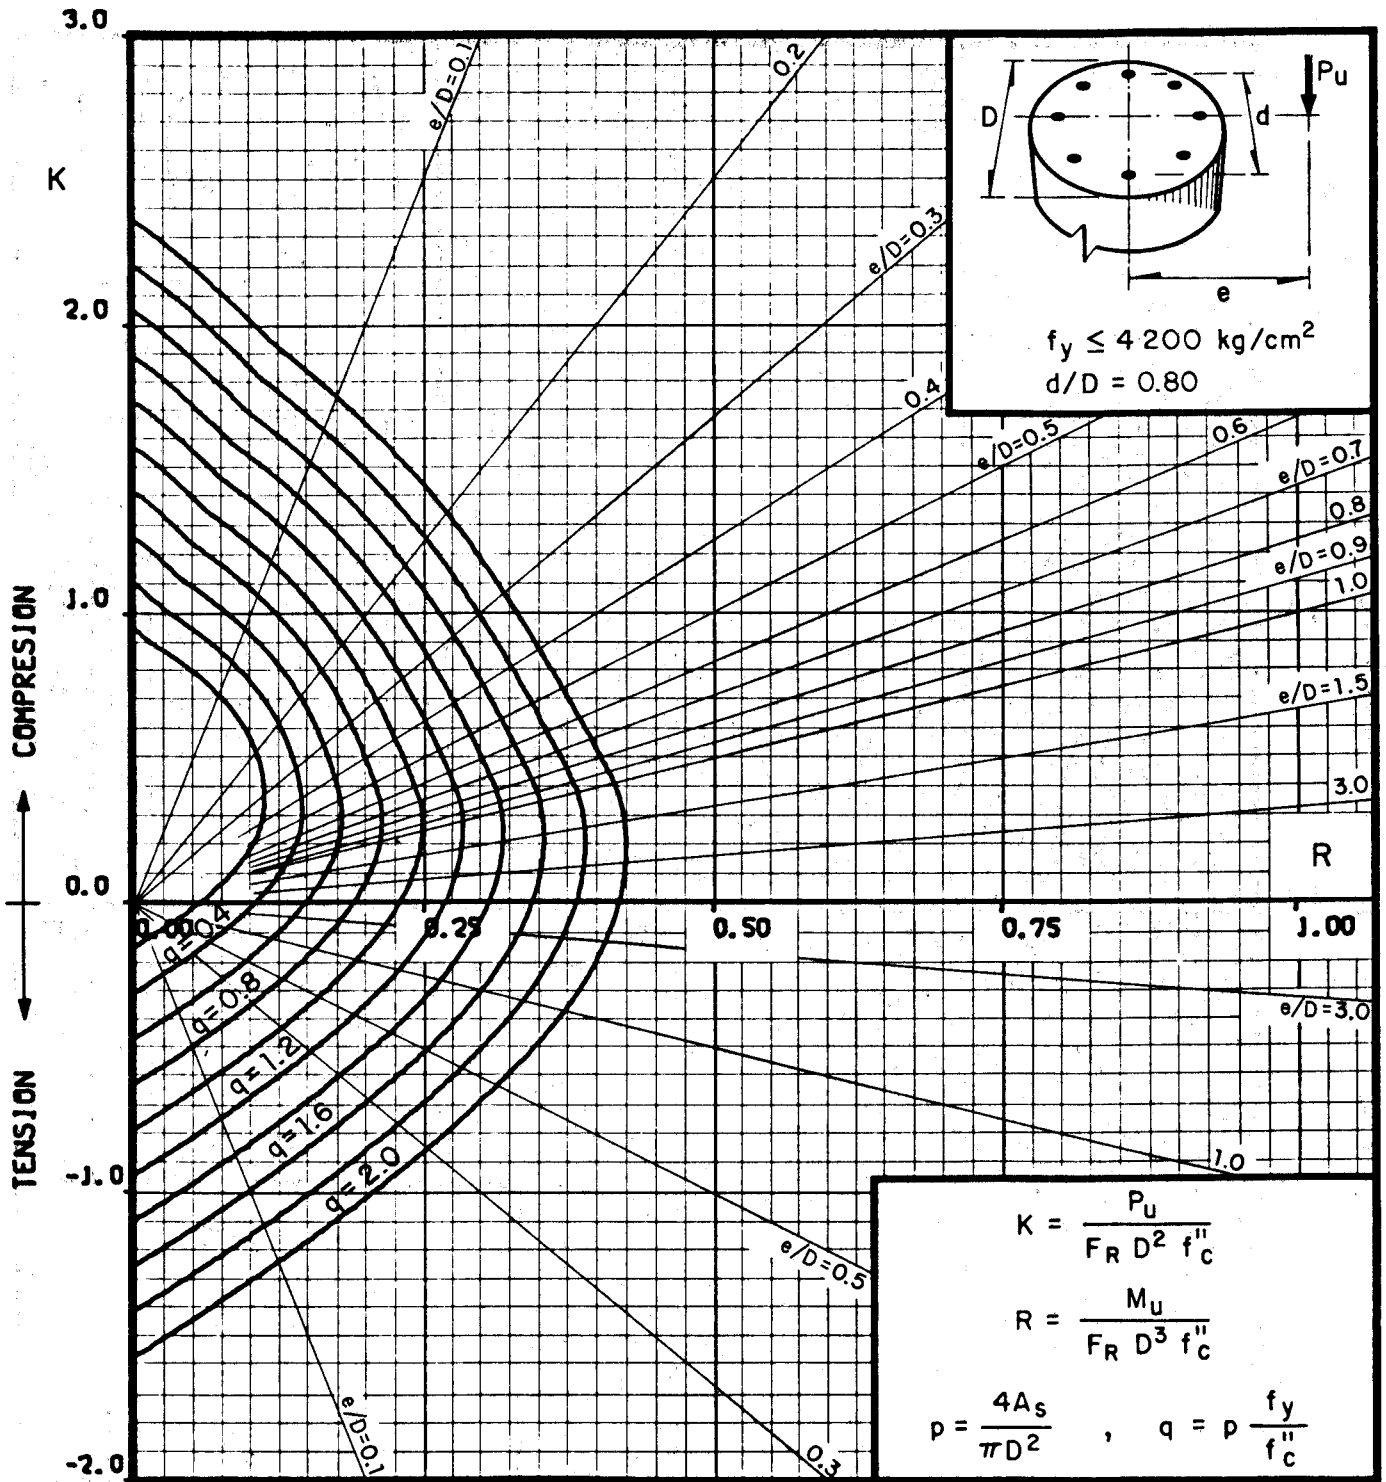 3.0
K
2.0
1.0
0.0
-1.0
-2.0
COMPRESION
TENSION
0.00
0.25
0.50
0.75
1.00
R
e/D=0.1
0.2
e/D=0.3
0.4
e/D=0.5
0.6
e/D=0.7
0.8
e/D=0.9
1.0
e/D=1.5
3.0
e/D=3.0
1.0
e/D=0.5
0.3
e/D=0.1
q=0.4
q=0.8
q=1.2
q=1.6
q=2.0
D
d
Pu
e
fy ≤ 4200 kg/cm²
d/D = 0.80
K = Pu / (FR D² f"c)
R = Mu / (FR D³ f"c)
p = 4As / πD² , q = p fy / f"c